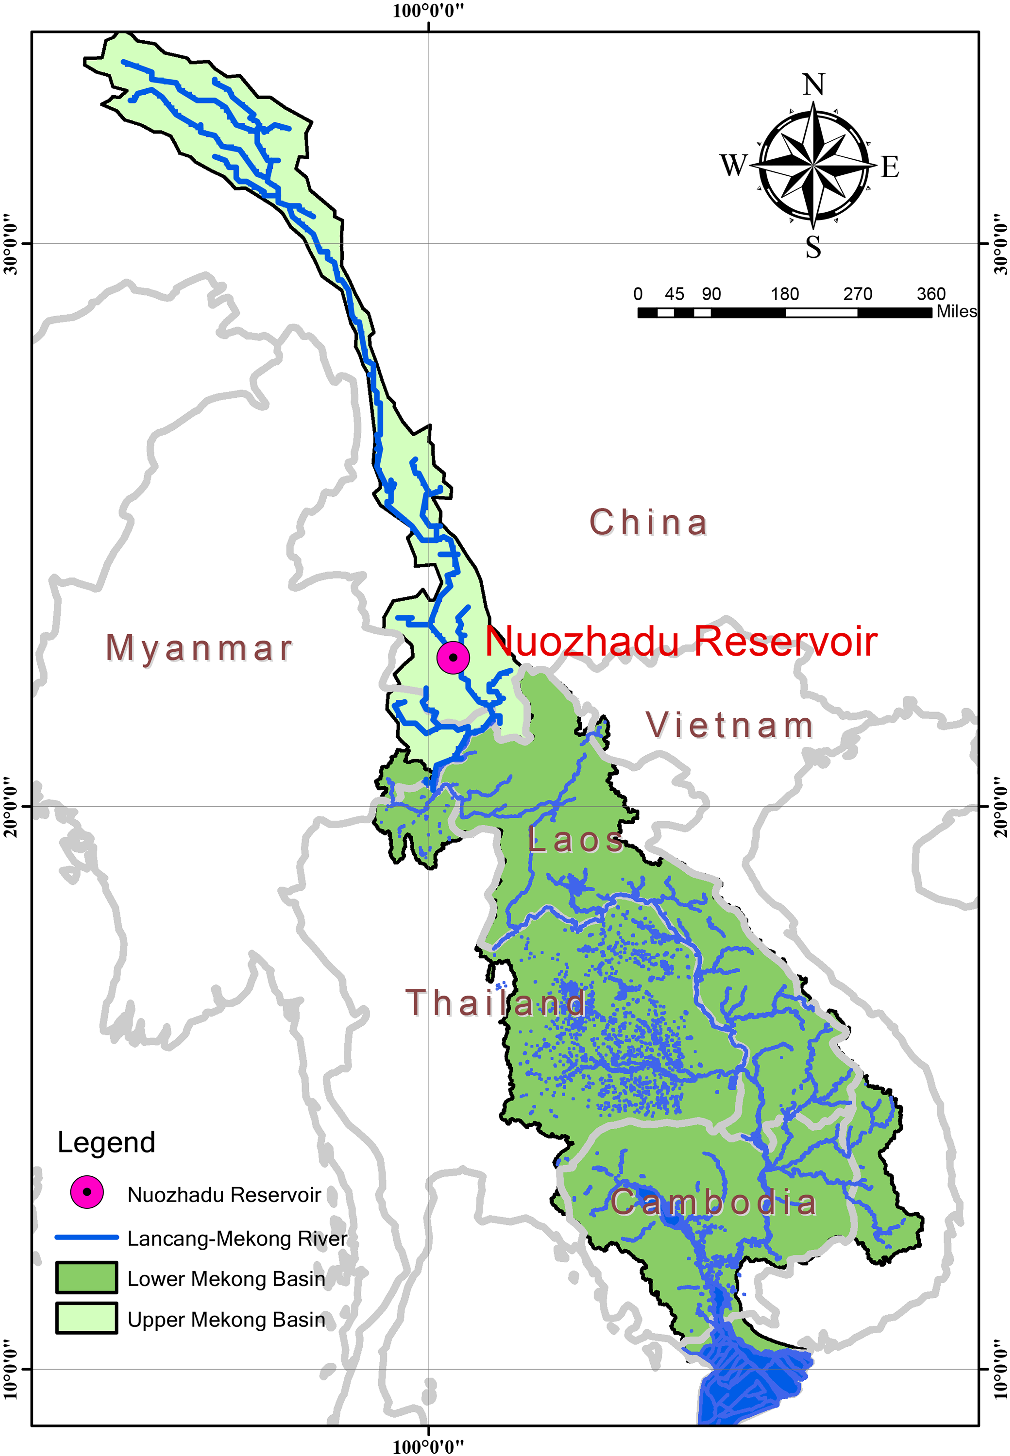 100°0'0"
N
W E
S
30°0'0" 30°0'0"
0 45 90 180 270 360
Miles
China
Myanmar
Nuozhadu Reservoir
Vietnam
20°0'0" 20°0'0"
Laos
Thailand
Legend
Nuozhadu Reservoir
Cambodia
Lancang-Mekong River
Lower Mekong Basin
Upper Mekong Basin
10°0'0" 10°0'0"
100°0'0"